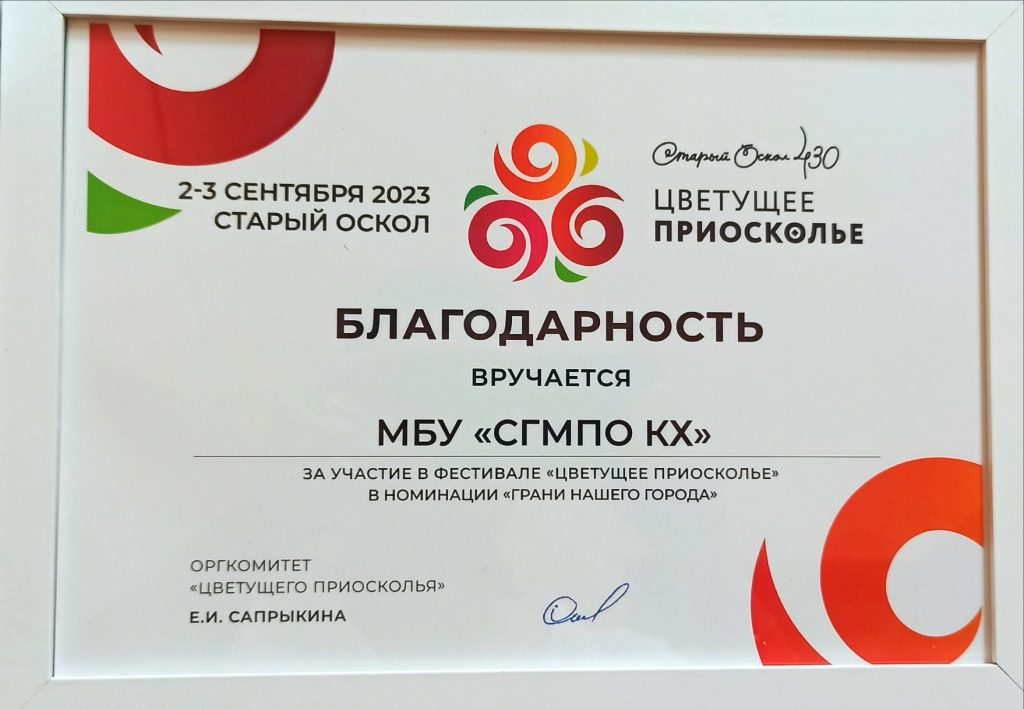 2-3 СЕНТЯБРЯ 2023
СТАРЫЙ ОСКОЛ
Старый Оскол 430
ЦВЕТУЩЕЕ
ПРИОСКОЛЬЕ
БЛАГОДАРНОСТЬ
ВРУЧАЕТСЯ
МБУ «СГМПО КХ»
ЗА УЧАСТИЕ В ФЕСТИВАЛЕ «ЦВЕТУЩЕЕ ПРИОСКОЛЬЕ»
В НОМИНАЦИИ «ГРАНИ НАШЕГО ГОРОДА»
ОРГКОМИТЕТ
«ЦВЕТУЩЕГО ПРИОСКОЛЬЯ»
Е.И. САПРЫКИНА